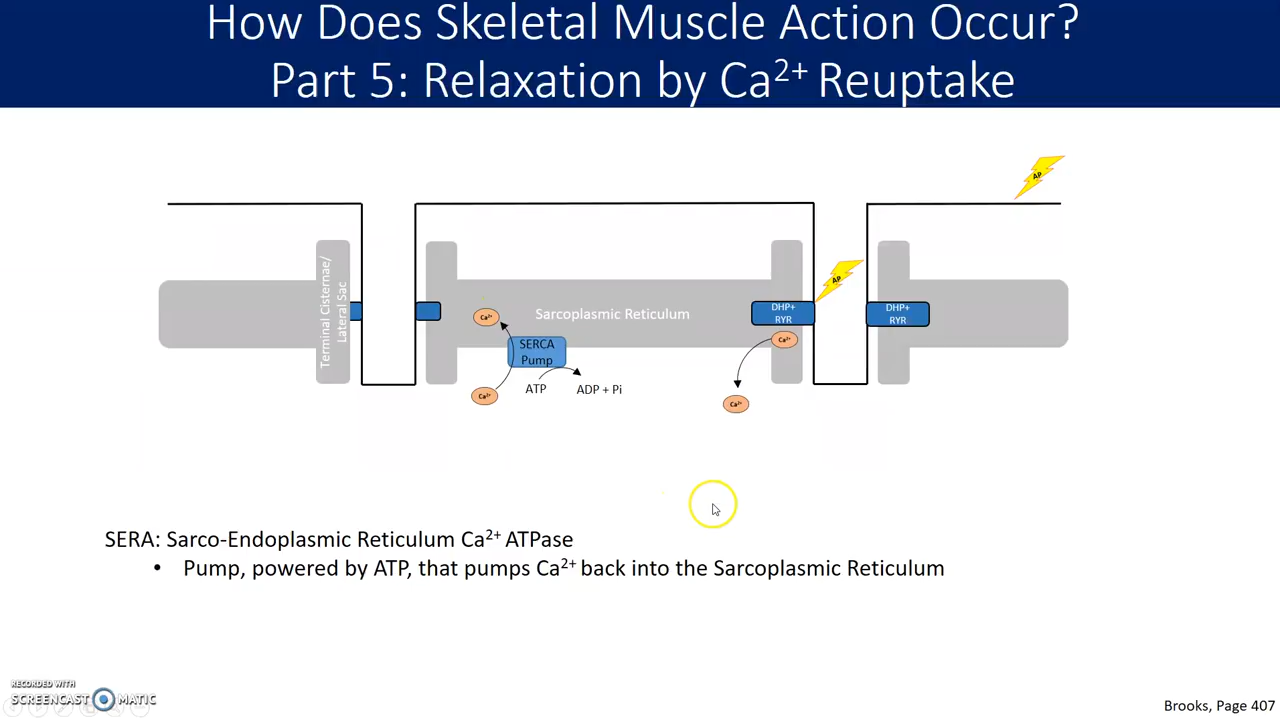 How Does Skeletal Muscle Action Occur?
Part 5: Relaxation by Ca²⁺ Reuptake
AP
AP
Terminal Cisternae/
Lateral Sac
Sarcoplasmic Reticulum
DHP+
RYR
DHP+
RYR
Ca²⁺
SERCA
Pump
Ca²⁺
ATP
ADP + Pi
Ca²⁺
Ca²⁺
SERA: Sarco-Endoplasmic Reticulum Ca²⁺ ATPase
• Pump, powered by ATP, that pumps Ca²⁺ back into the Sarcoplasmic Reticulum
RECORDED WITH
SCREENCAST MATIC
Brooks, Page 407